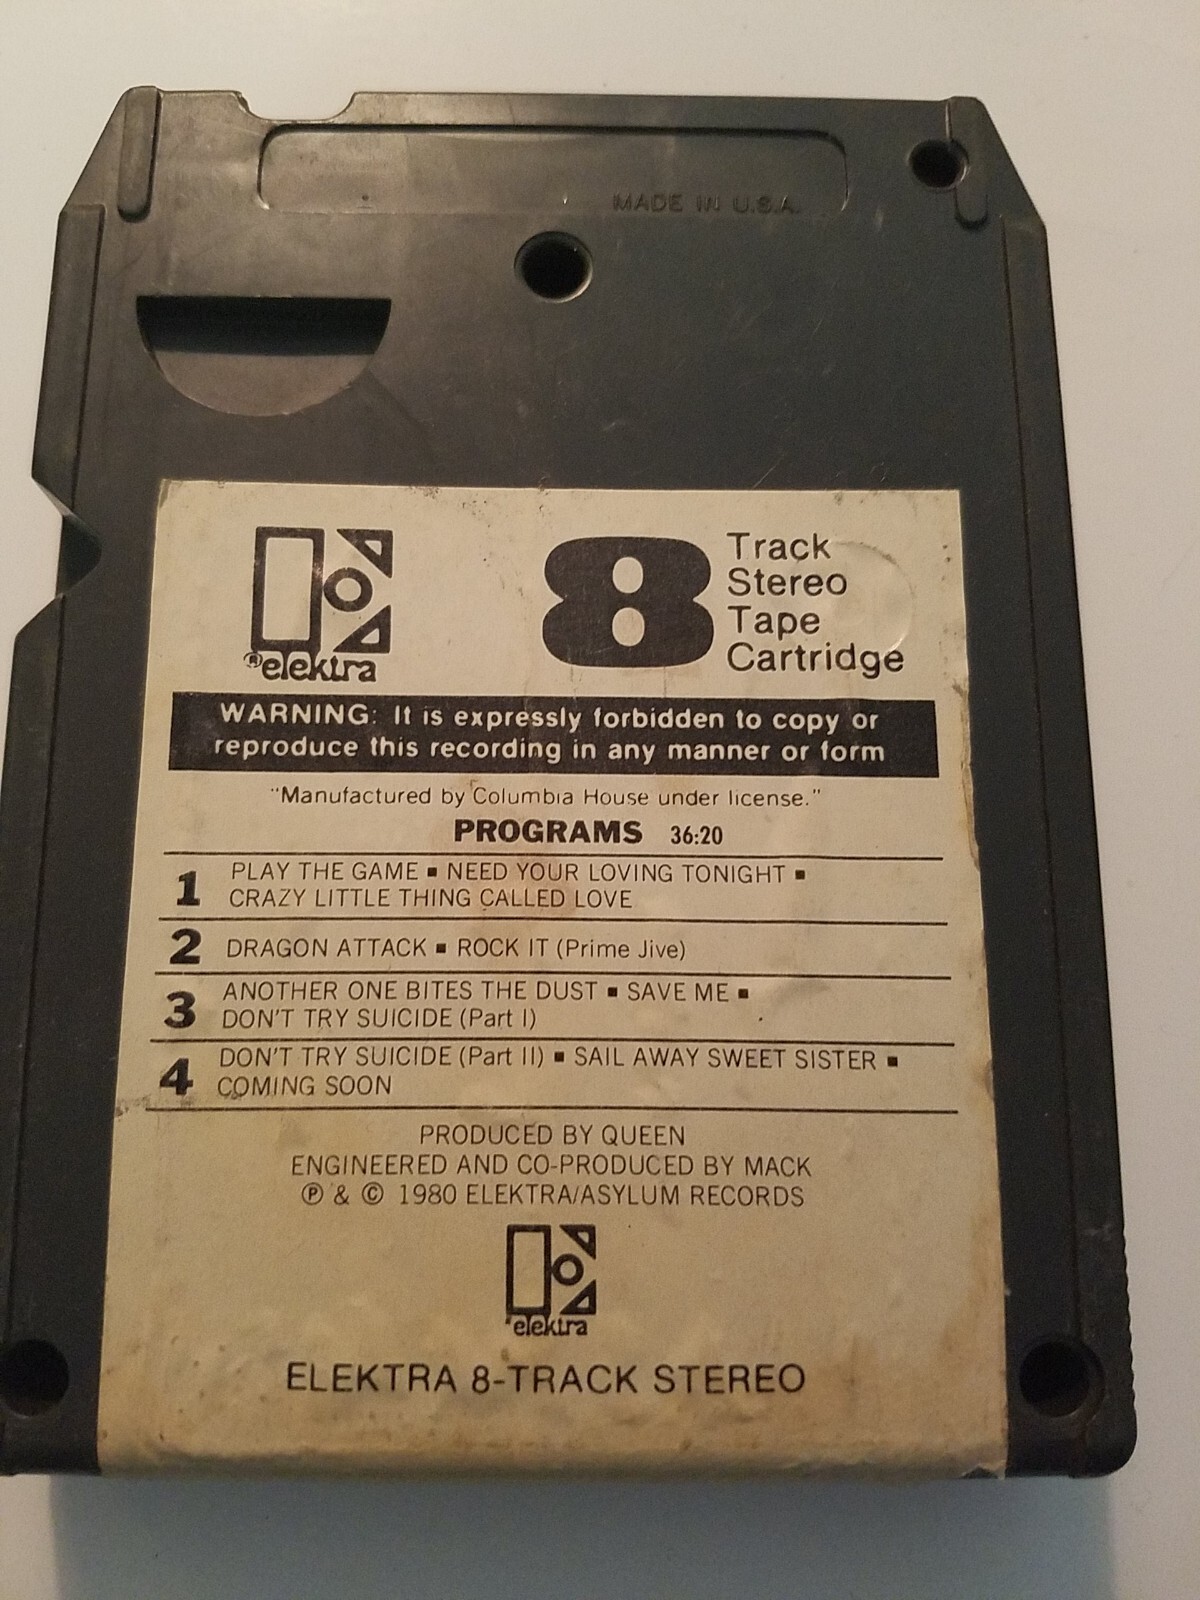 MADE IN U.S.A.
Track
Stereo
8 Tape
Cartridge
®elektra
WARNING: It is expressly forbidden to copy or
reproduce this recording in any manner or form
"Manufactured by Columbia House under license."
PROGRAMS 36:20
1 PLAY THE GAME ▪ NEED YOUR LOVING TONIGHT ▪
CRAZY LITTLE THING CALLED LOVE
2 DRAGON ATTACK ▪ ROCK IT (Prime Jive)
3 ANOTHER ONE BITES THE DUST ▪ SAVE ME ▪
DON'T TRY SUICIDE (Part I)
4 DON'T TRY SUICIDE (Part II) ▪ SAIL AWAY SWEET SISTER ▪
COMING SOON
PRODUCED BY QUEEN
ENGINEERED AND CO-PRODUCED BY MACK
℗ & © 1980 ELEKTRA/ASYLUM RECORDS
elektra
ELEKTRA 8-TRACK STEREO